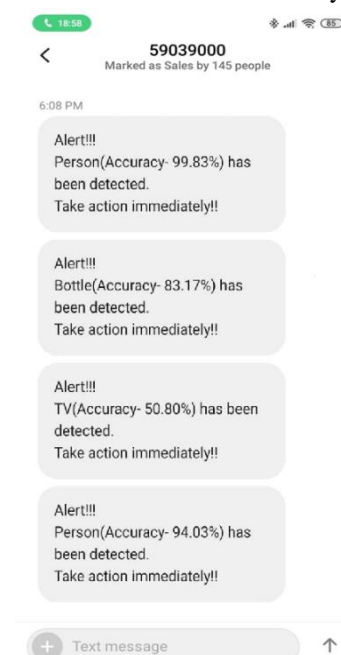 18:58
85
59039000
Marked as Sales by 145 people
6:08 PM
Alert!!!
Person(Accuracy- 99.83%) has
been detected.
Take action immediately!!
Alert!!!
Bottle(Accuracy- 83.17%) has
been detected.
Take action immediately!!
Alert!!!
TV(Accuracy- 50.80%) has been
detected.
Take action immediately!!
Alert!!!
Person(Accuracy- 94.03%) has
been detected.
Take action immediately!!
Text message